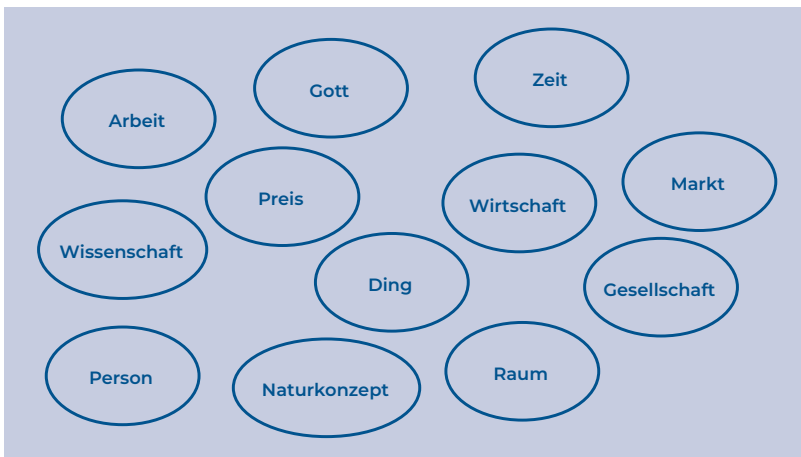 Zeit
Gott
Arbeit
Markt
Preis
Wirtschaft
Wissenschaft
Ding
Gesellschaft
Person
Raum
Naturkonzept